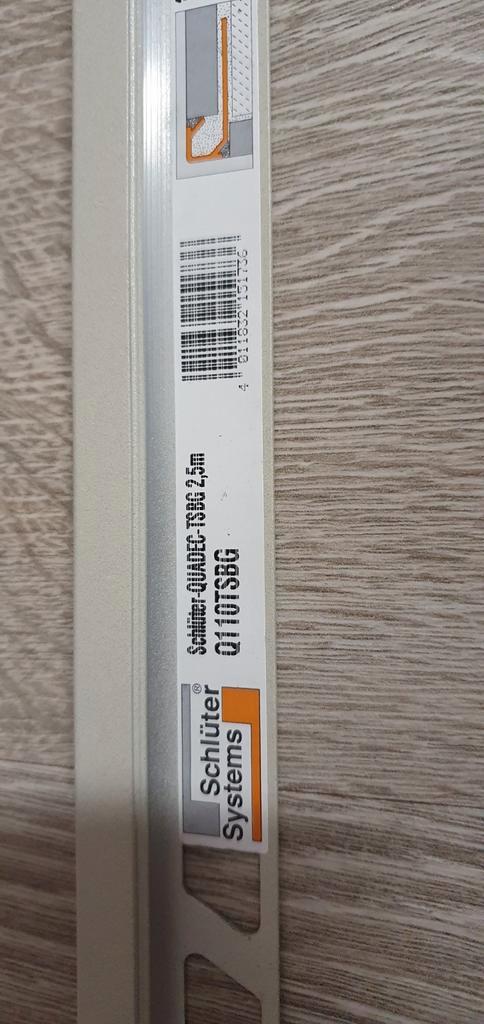 Schlüter®
Systems
Schlüter-QUADEC-TSBG 2,5m
Q110TSBG
4 011832 151736